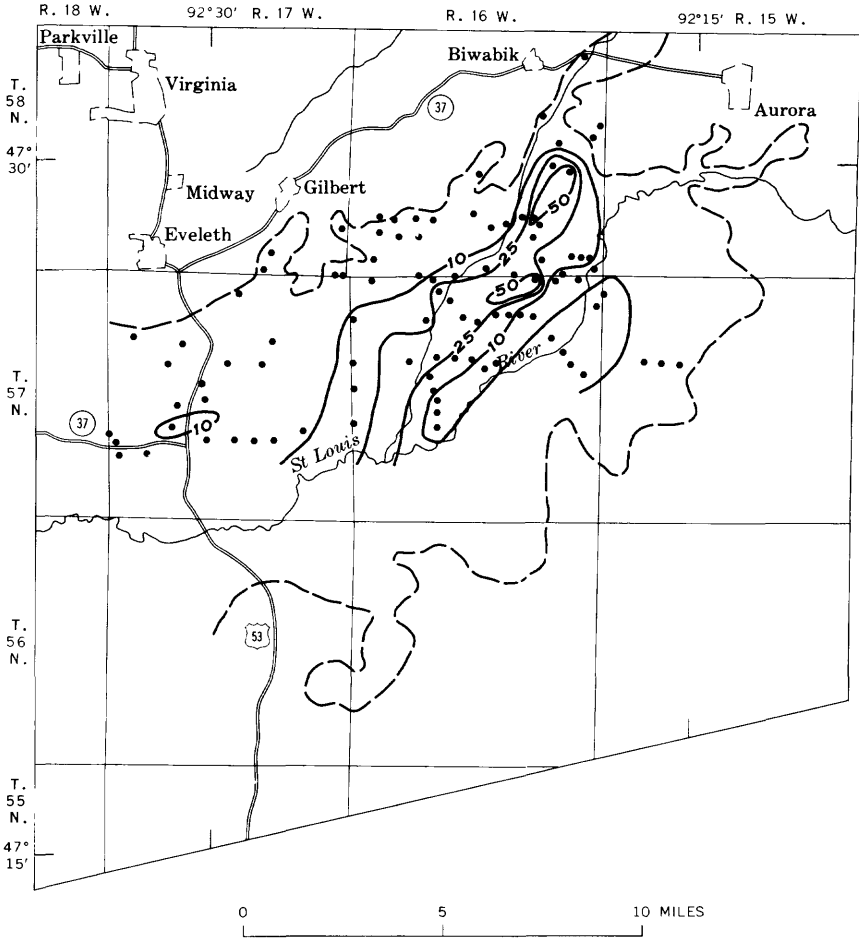 R. 18 W. 92°30' R. 17 W. R. 16 W. 92°15' R. 15 W.
Parkville
Biwabik
Virginia
T.
58
N.
37
Aurora
47°
30'
Midway
Gilbert
Eveleth
50
10
25
50
25
10
River
T.
57
N.
37
10
St Louis
T.
56
N.
53
T.
55
N.
47°
15'
0 5 10 MILES